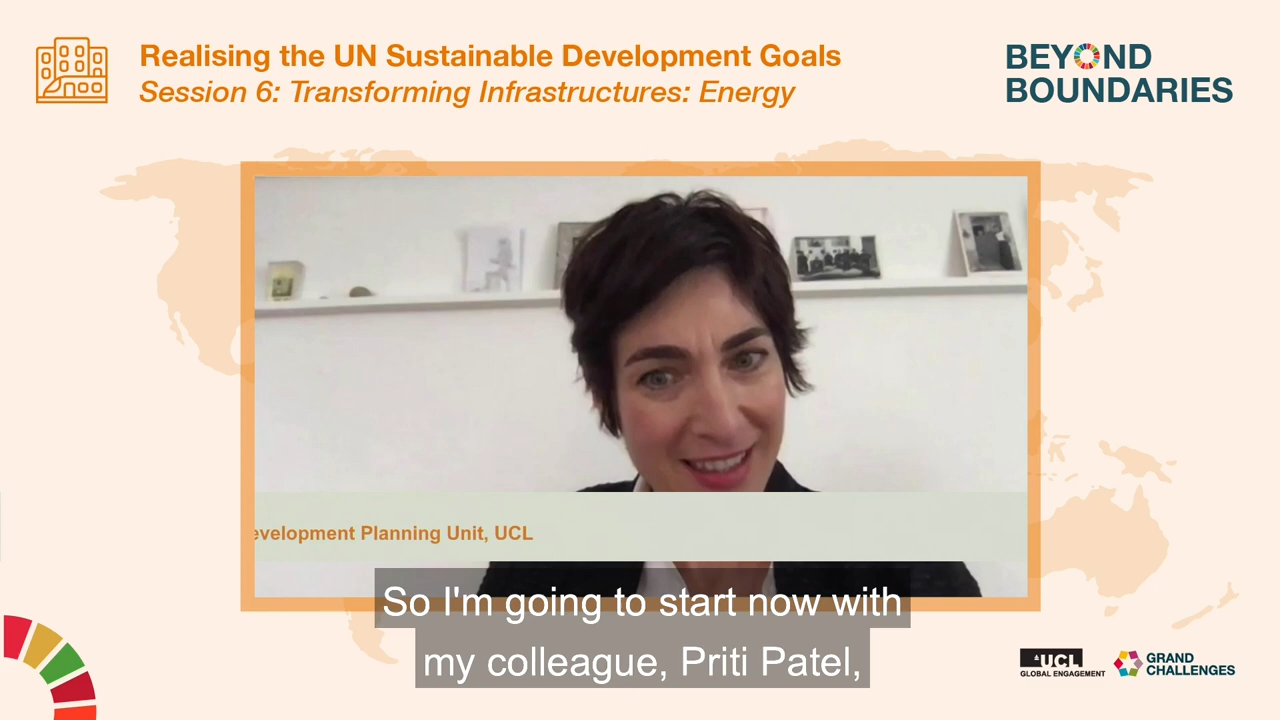 Realising the UN Sustainable Development Goals
Session 6: Transforming Infrastructures: Energy
BEYOND
BOUNDARIES
evelopment Planning Unit, UCL
So I'm going to start now with
my colleague, Priti Patel,
UCL
GLOBAL ENGAGEMENT
GRAND
CHALLENGES